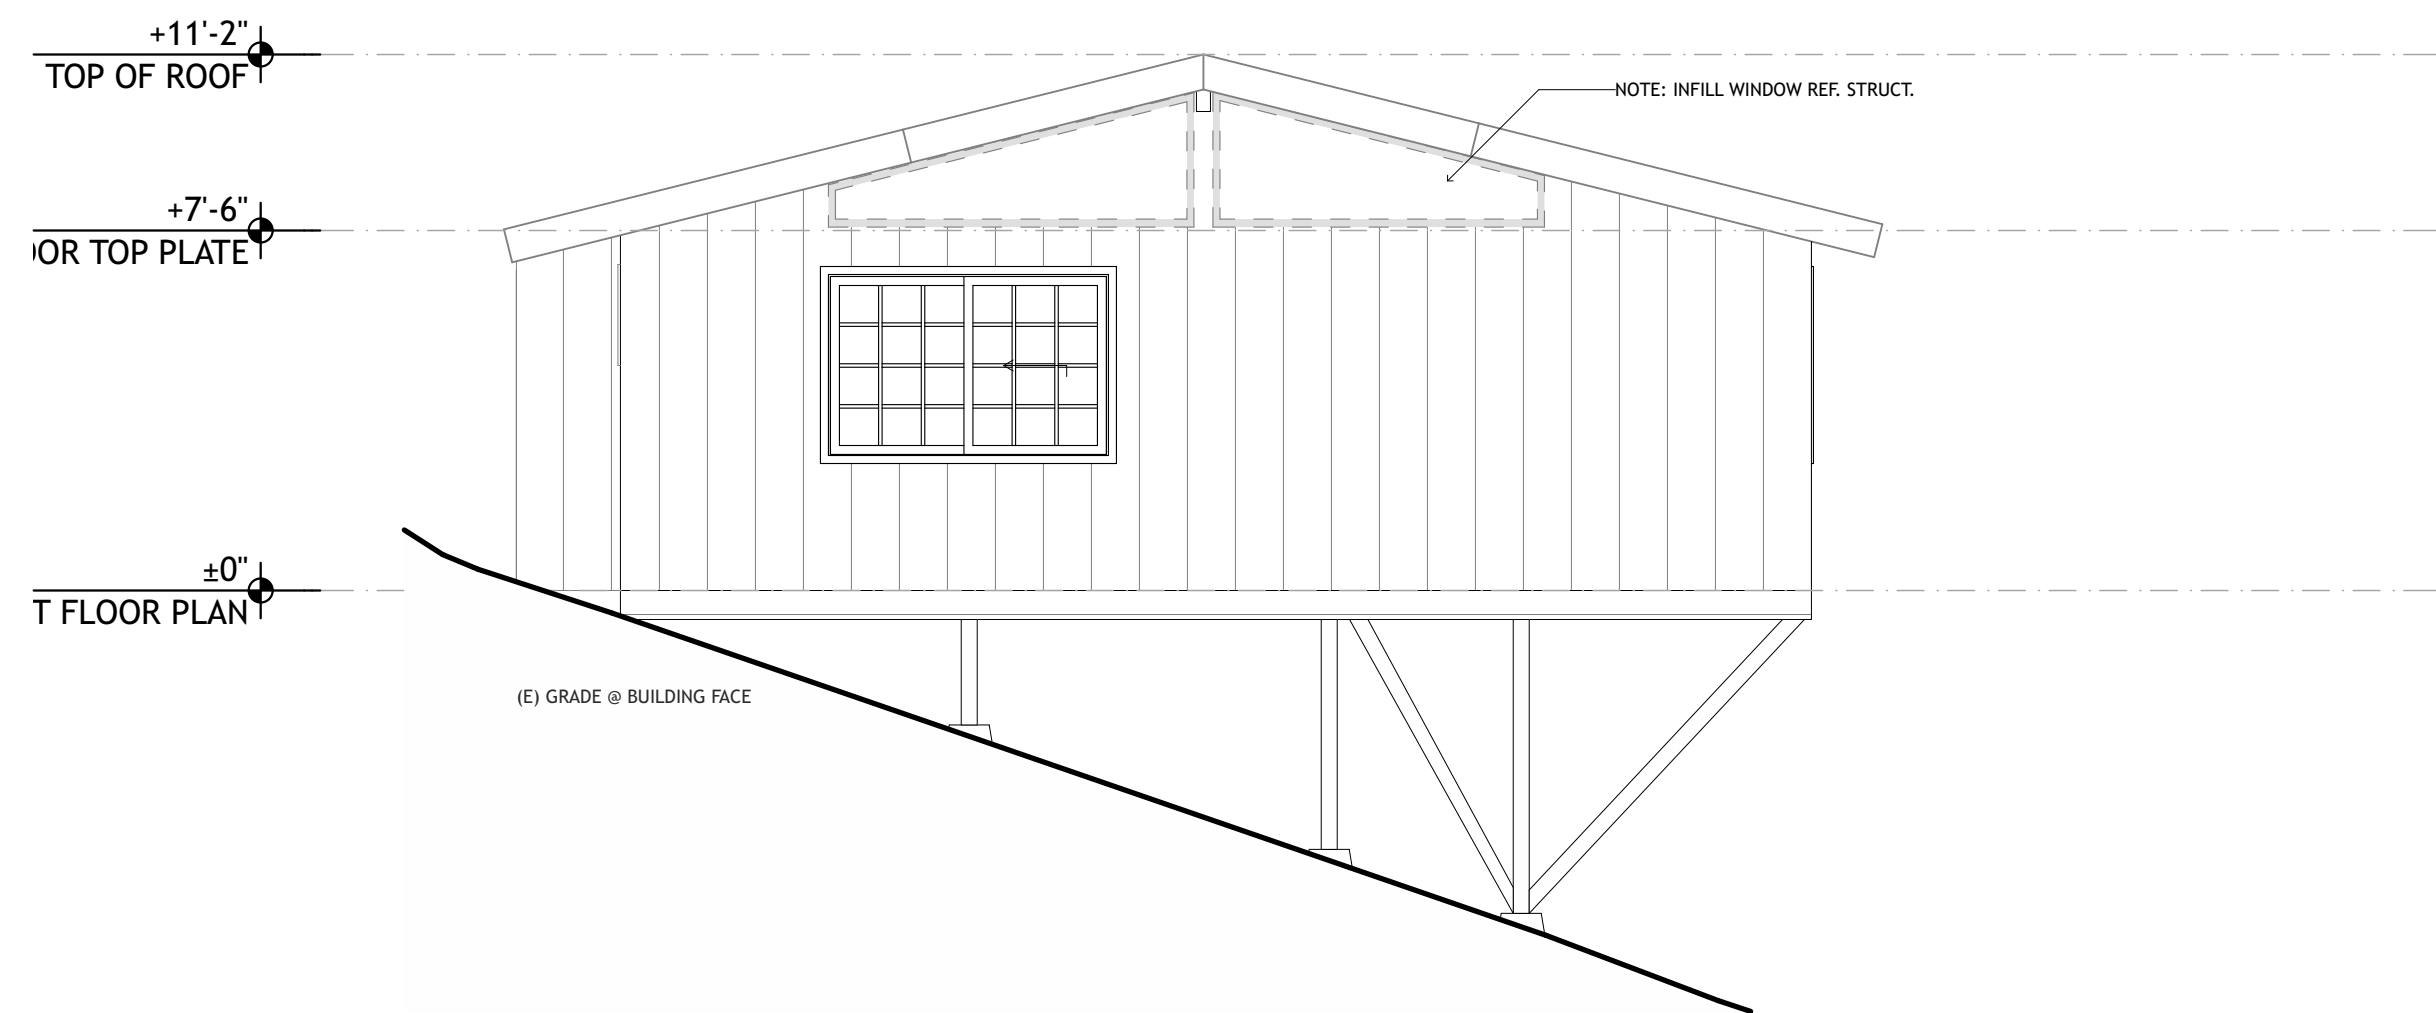 +11'-2"
TOP OF ROOF
NOTE: INFILL WINDOW REF. STRUCT.
+7'-6"
OR TOP PLATE
±0"
T FLOOR PLAN
(E) GRADE @ BUILDING FACE